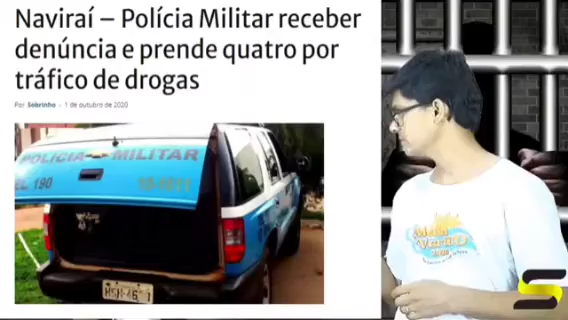 Naviraí – Polícia Militar receber
denúncia e prende quatro por
tráfico de drogas
Por Sobrinho - 1 de outubro de 2020
POLÍCIA MILITAR
190